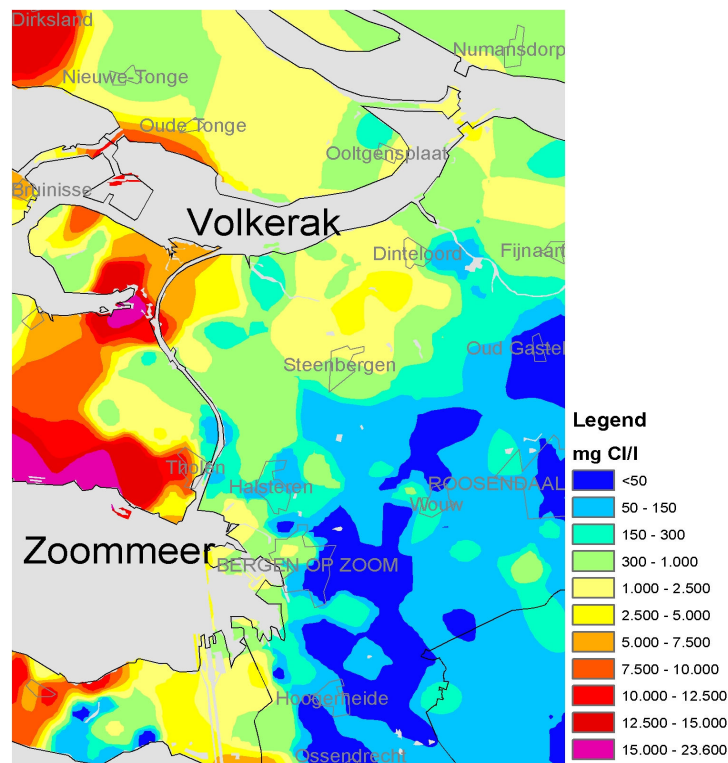 Dirksland
Numansdorp
Nieuwe-Tonge
Oude Tonge
Ooltgensplaat
Bruinisse
Volkerak
Dinteloord
Fijnaart
Oud Gastel
Steenbergen
Legend
mg Cl/l
Tholen
Halsteren
ROOSENDAAL
Wouw
<50
50 - 150
150 - 300
Zoommeer
BERGEN OP ZOOM
300 - 1.000
1.000 - 2.500
2.500 - 5.000
5.000 - 7.500
7.500 - 10.000
Hoogerheide
10.000 - 12.500
12.500 - 15.000
Ossendrecht
15.000 - 23.600